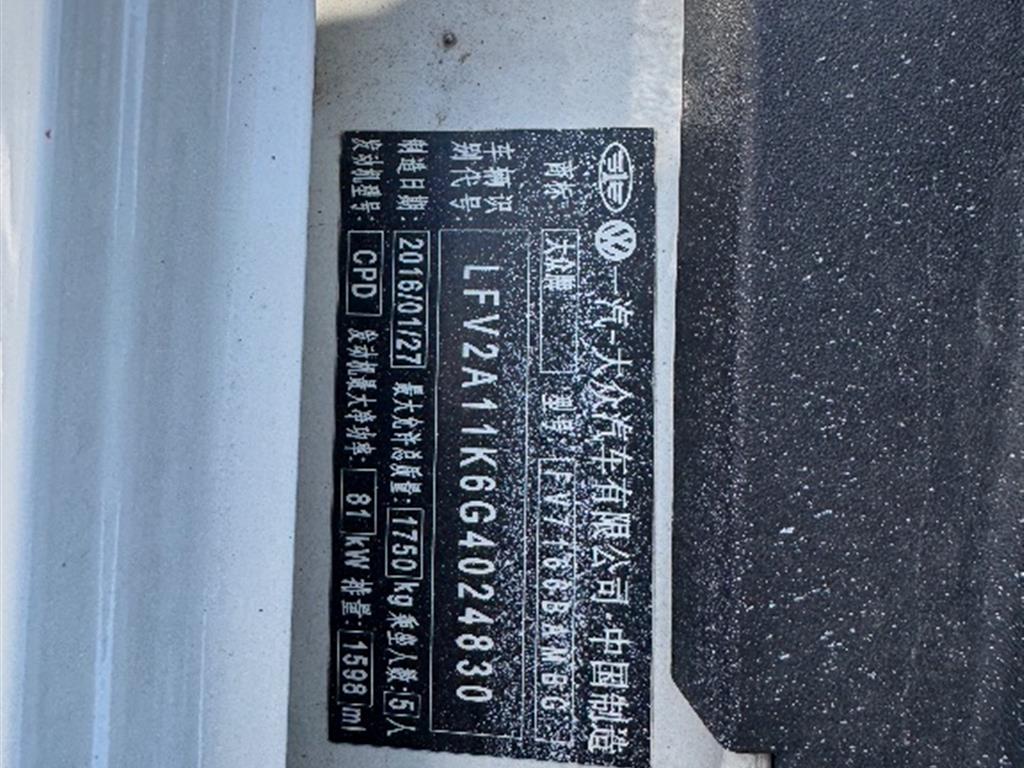 一汽-大众汽车有限公司.中国制造
商标: 大众牌 型号:
车辆识别代号: LFV2A11K6G4024830
制造日期: 2016/01/27 最大允许总质量: 1750 kg 乘坐人数: 5 人
发动机型号: CPD 发动机最大净功率: 81 kW 排量: 1598 ml